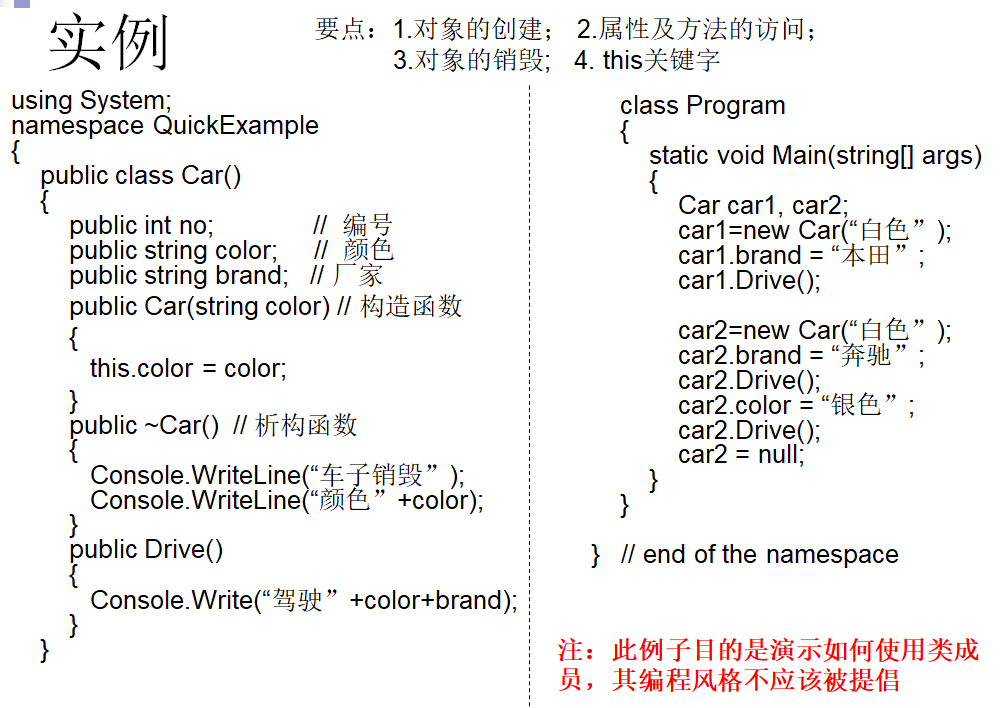 实例
要点：1.对象的创建； 2.属性及方法的访问；
3.对象的销毁; 4. this关键字
using System;
namespace QuickExample
{
public class Car()
{
public int no; // 编号
public string color; // 颜色
public string brand; // 厂家
public Car(string color) // 构造函数
{
this.color = color;
}
public ~Car() // 析构函数
{
Console.WriteLine(“车子销毁”);
Console.WriteLine(“颜色”+color);
}
public Drive()
{
Console.Write(“驾驶”+color+brand);
}
}
class Program
{
static void Main(string[] args)
{
Car car1, car2;
car1=new Car(“白色”);
car1.brand = “本田”;
car1.Drive();
car2=new Car(“白色”);
car2.brand = “奔驰”;
car2.Drive();
car2.color = “银色”;
car2.Drive();
car2 = null;
}
}
} // end of the namespace
注：此例子目的是演示如何使用类成
员，其编程风格不应该被提倡